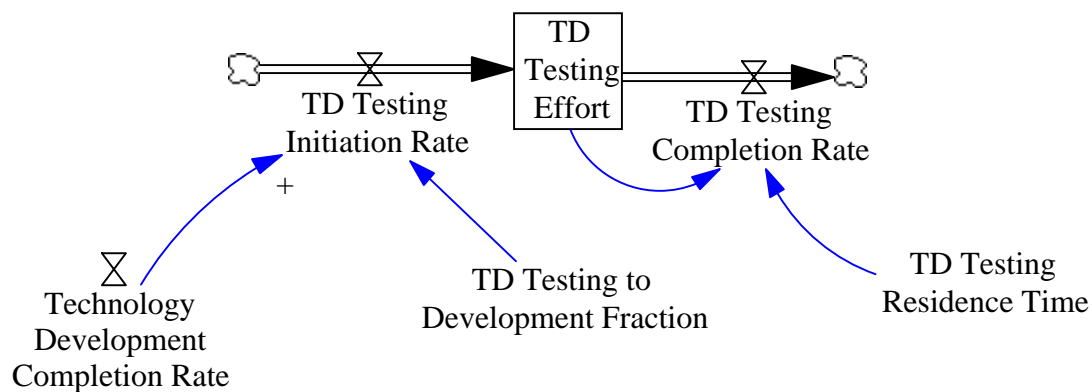 TD
Testing
Effort
TD Testing
Initiation Rate
TD Testing
Completion Rate
+
Technology
Development
Completion Rate
TD Testing to
Development Fraction
TD Testing
Residence Time